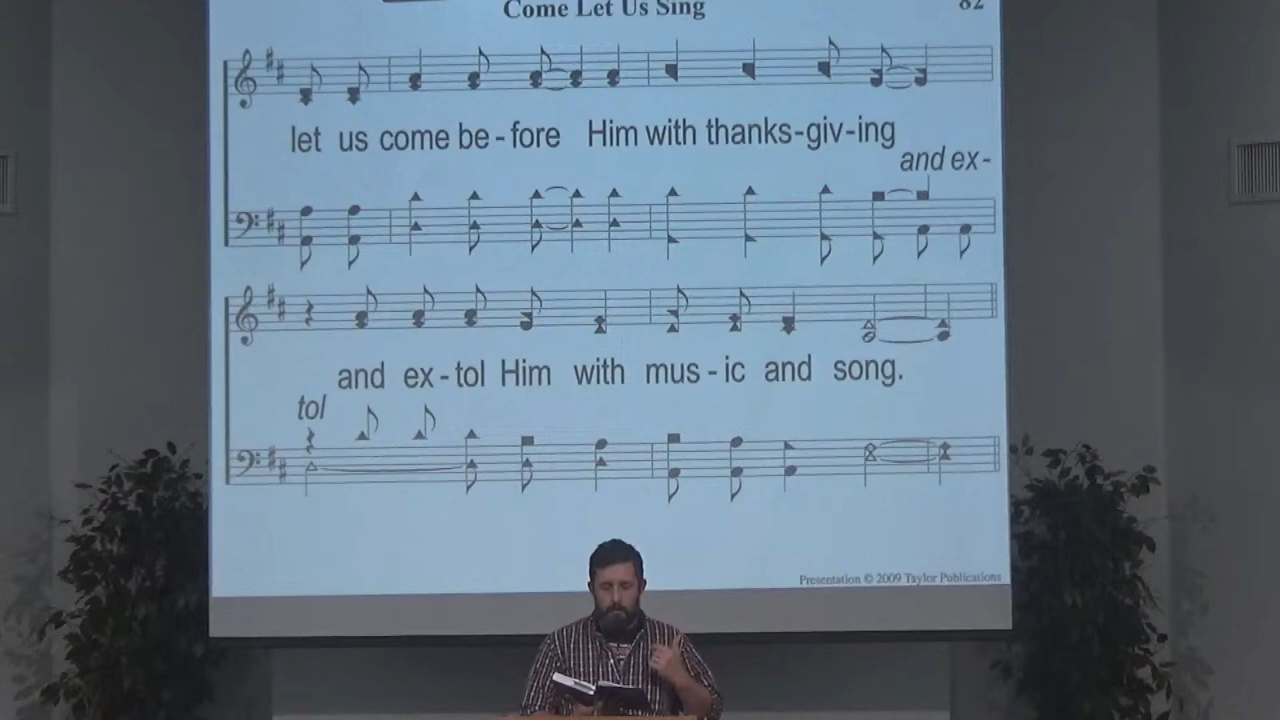 Come Let Us Sing 82
let us come be-fore Him with thanks-giv-ing
and ex-
and ex-tol Him with mus-ic and song.
tol
Presentation © 2009 Taylor Publications